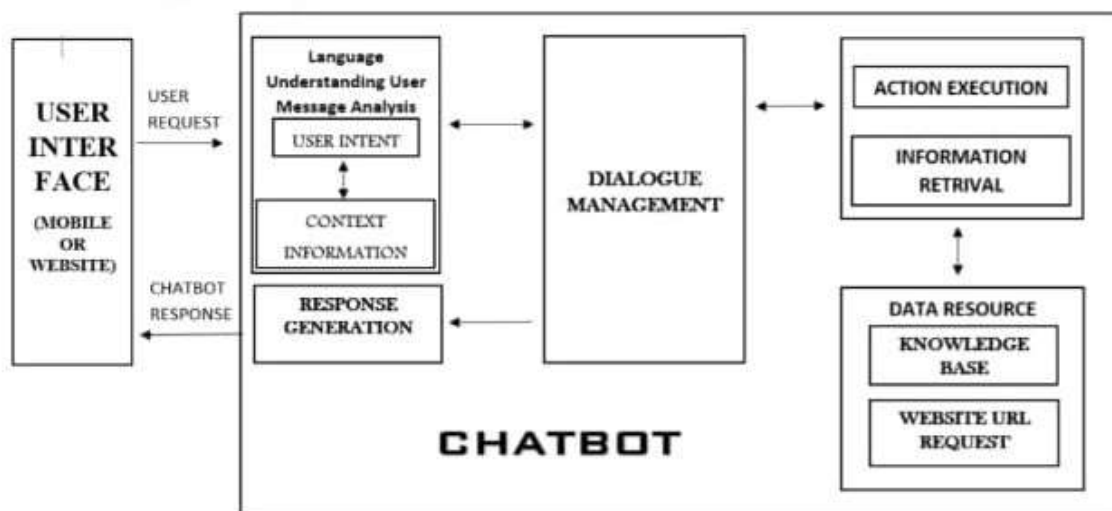 USER
INTER
FACE
(MOBILE
OR
WEBSITE)
USER
REQUEST
CHATBOT
RESPONSE
Language
Understanding User
Message Analysis
USER INTENT
CONTEXT
INFORMATION
RESPONSE
GENERATION
DIALOGUE
MANAGEMENT
ACTION EXECUTION
INFORMATION
RETRIVAL
DATA RESOURCE
KNOWLEDGE
BASE
WEBSITE URL
REQUEST
CHATBOT